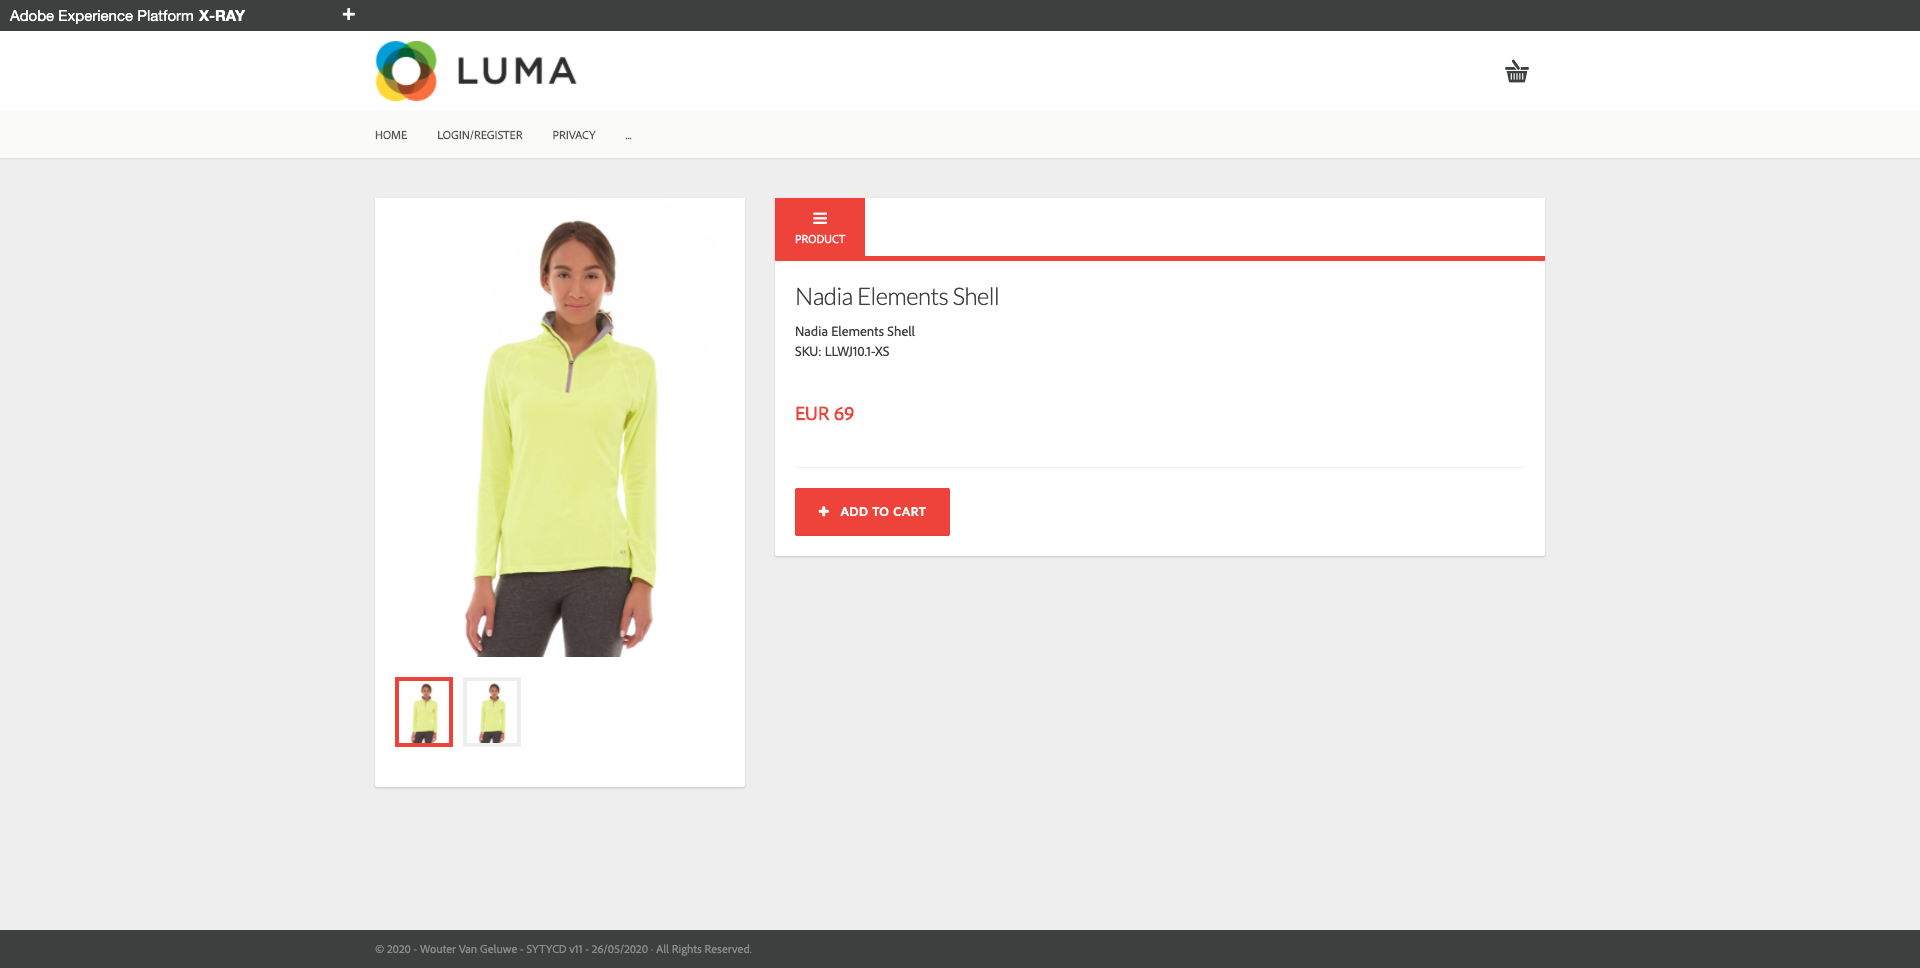 Adobe Experience Platform X-RAY
LUMA
HOME LOGIN/REGISTER PRIVACY ...
PRODUCT
Nadia Elements Shell
Nadia Elements Shell
SKU: LLWJ10.1-XS
EUR 69
ADD TO CART
© 2020 - Wouter Van Geluwe - SYTYCD v11 - 26/05/2020 · All Rights Reserved.